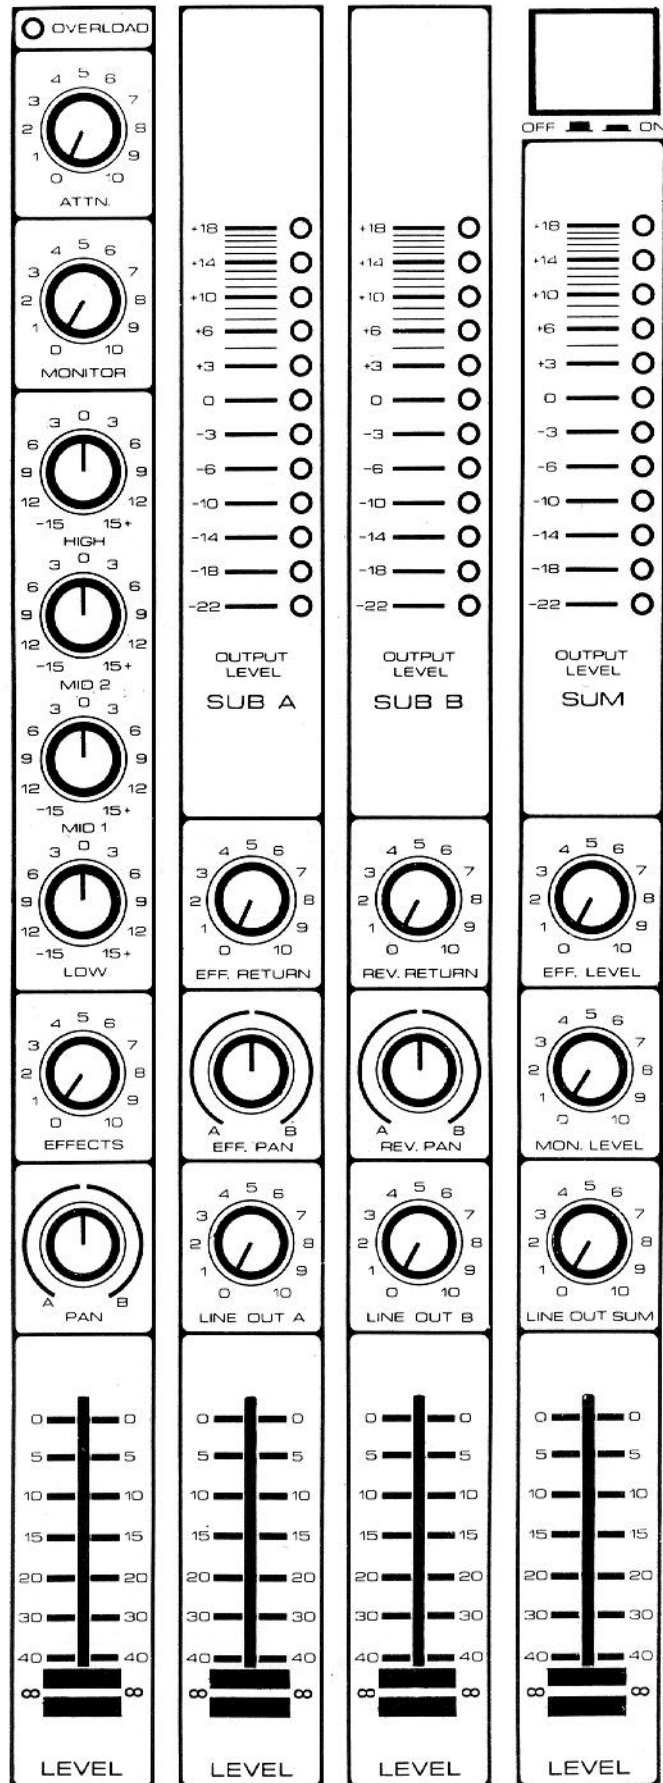 OVERLOAD
4 5 6
3 7
2 8
1 9
0 10
ATTN.
4 5 6
3 7
2 8
1 9
0 10
MONITOR
3 0 3
6 6
9 9
12 12
-15 15+
HIGH
3 0 3
6 6
9 9
12 12
-15 15+
MID 2
3 0 3
6 6
9 9
12 12
-15 15+
MID 1
3 0 3
6 6
9 9
12 12
-15 15+
LOW
4 5 6
3 7
2 8
1 9
0 10
EFFECTS
A B
PAN
0 0
5 5
10 10
15 15
20 20
30 30
40 40
∞ ∞
LEVEL
+18
+14
+10
+6
+3
0
-3
-6
-10
-14
-18
-22
OUTPUT
LEVEL
SUB A
4 5 6
3 7
2 8
1 9
0 10
EFF. RETURN
A B
EFF. PAN
4 5 6
3 7
2 8
1 9
0 10
LINE OUT A
0 0
5 5
10 10
15 15
20 20
30 30
40 40
∞ ∞
LEVEL
+18
+14
+10
+6
+3
0
-3
-6
-10
-14
-18
-22
OUTPUT
LEVEL
SUB B
4 5 6
3 7
2 8
1 9
0 10
REV. RETURN
A B
REV. PAN
4 5 6
3 7
2 8
1 9
0 10
LINE OUT B
0 0
5 5
10 10
15 15
20 20
30 30
40 40
∞ ∞
LEVEL
OFF ON
+18
+14
+10
+6
+3
0
-3
-6
-10
-14
-18
-22
OUTPUT
LEVEL
SUM
4 5 6
3 7
2 8
1 9
0 10
EFF. LEVEL
4 5 6
3 7
2 8
1 9
0 10
MON. LEVEL
4 5 6
3 7
2 8
1 9
0 10
LINE OUT SUM
0 0
5 5
10 10
15 15
20 20
30 30
40 40
∞ ∞
LEVEL